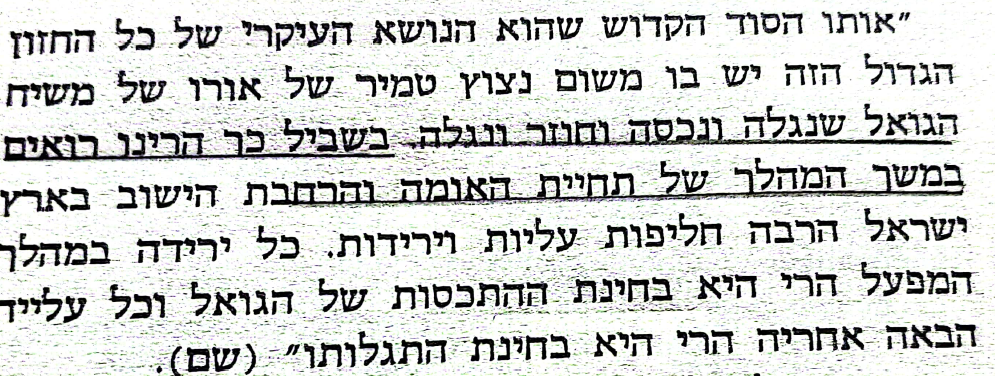 "אותו הסוד הקדוש שהוא הנושא העיקרי של כל החזון
הגדול הזה יש בו משום נצוץ טמיר של אורו של משיח
הגואל שנגלה ונכסה וחוזר ונגלה. בשביל כך הרינו רואים
במשך המהלך של תחיית האומה והרחבת הישוב בארץ
ישראל הרבה חליפות עליות וירידות. כל ירידה במהלך
המפעל הרי היא בחינת ההתכסות של הגואל וכל עלייד
הבאה אחריה הרי היא בחינת התגלותו" (שם).